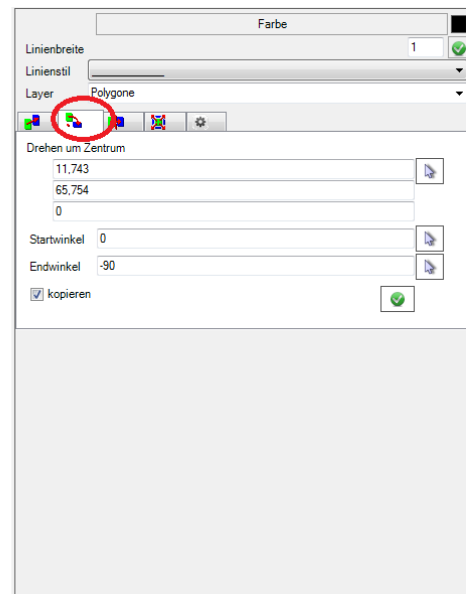 Farbe
Linienbreite 1
Linienstil
Layer Polygone
Drehen um Zentrum
11,743
65,754
0
Startwinkel 0
Endwinkel -90
kopieren